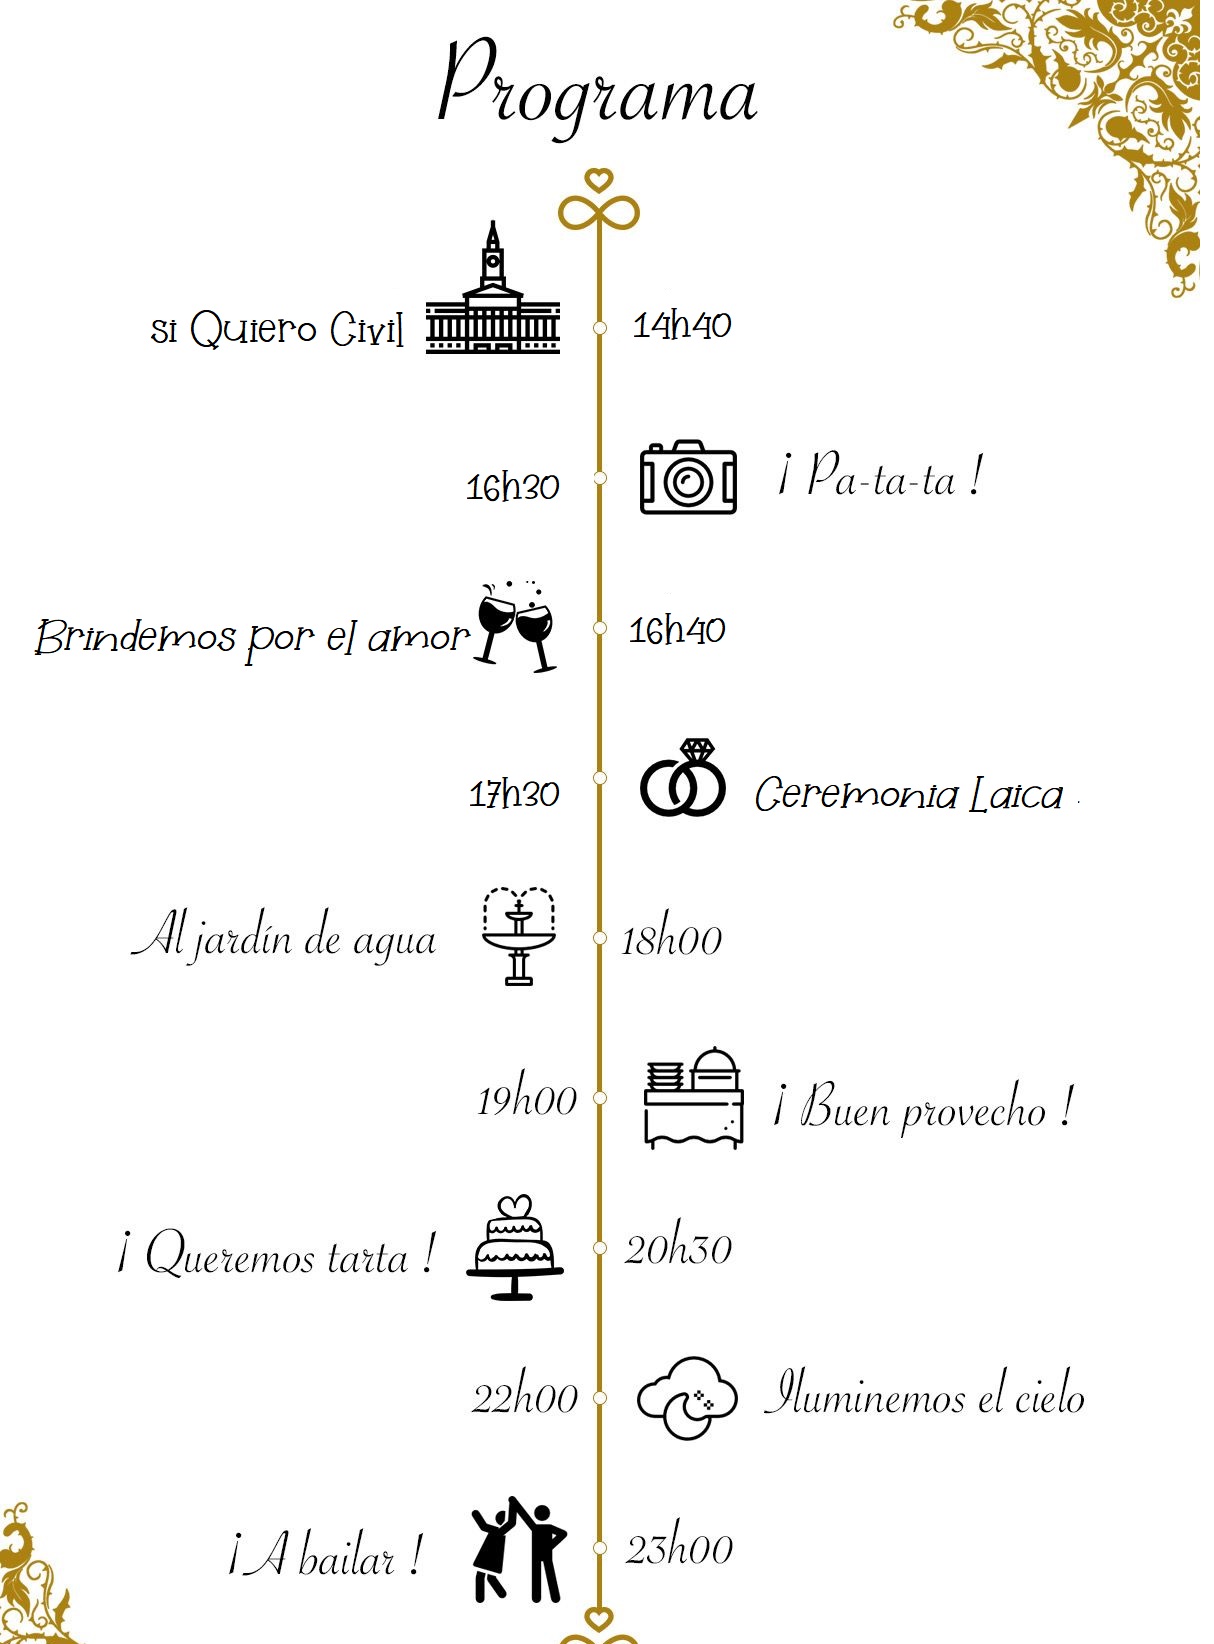 Programa
si Quiero Civil 14h40
16h30 ¡ Pa-ta-ta !
Brindemos por el amor 16h40
17h30 Ceremonia Laica .
Al jardín de agua 18h00
19h00 ¡ Buen provecho !
¡ Queremos tarta ! 20h30
22h00 Iluminemos el cielo
¡A bailar ! 23h00